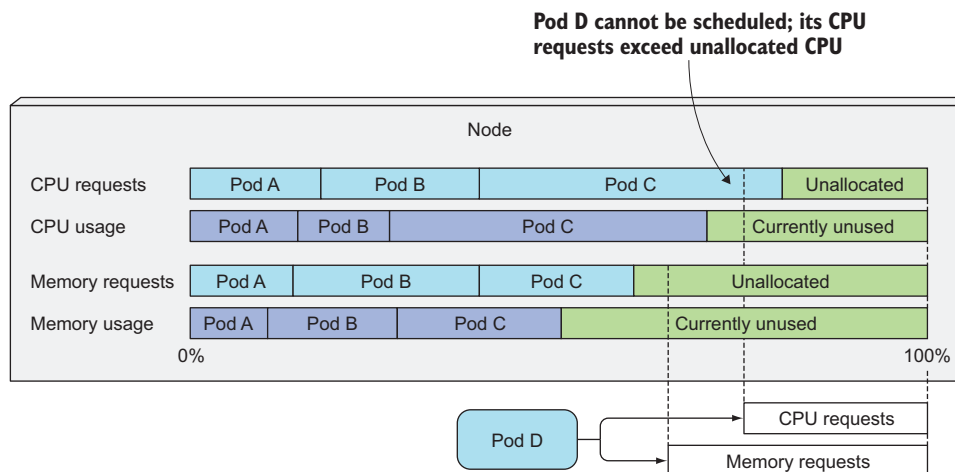 Pod D cannot be scheduled; its CPU
requests exceed unallocated CPU
Node
CPU requests Pod A Pod B Pod C Unallocated
CPU usage Pod A Pod B Pod C Currently unused
Memory requests Pod A Pod B Pod C Unallocated
Memory usage Pod A Pod B Pod C Currently unused
0% 100%
CPU requests
Pod D
Memory requests